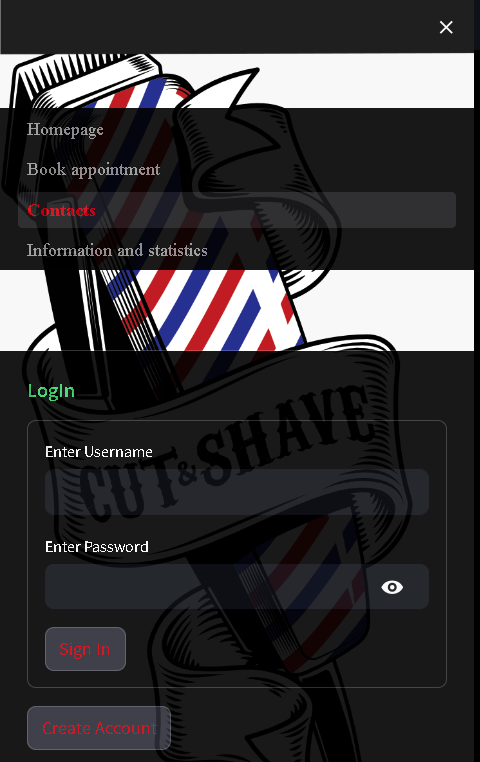 Homepage
Book appointment
Contacts
Information and statistics
LogIn
CUT & SHAVE
Enter Username
Enter Password
Sign In
Create Account